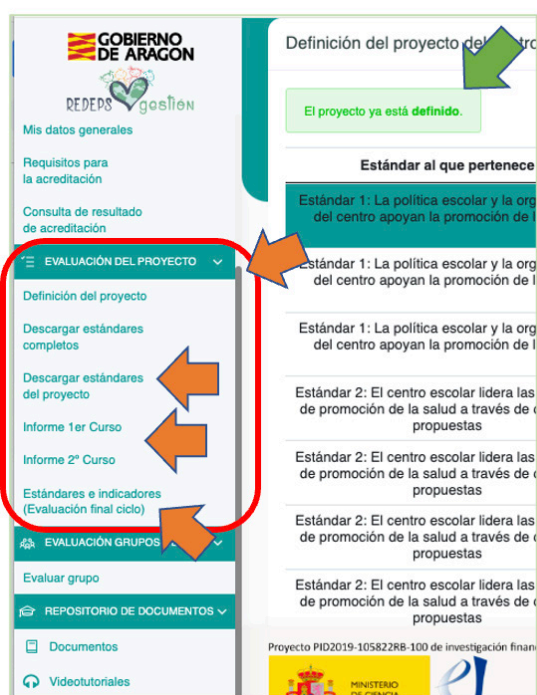 GOBIERNO
DE ARAGON
REDEPS gestión
Mis datos generales
Requisitos para
la acreditación
Consulta de resultado
de acreditación
EVALUACIÓN DEL PROYECTO
Definición del proyecto
Descargar estándares
completos
Descargar estándares
del proyecto
Informe 1er Curso
Informe 2º Curso
Estándares e indicadores
(Evaluación final ciclo)
EVALUACIÓN GRUPOS
Evaluar grupo
REPOSITORIO DE DOCUMENTOS
Documentos
Videotutoriales
Definición del proyecto
El proyecto ya está definido.
Estándar al que pertenece
Estándar 1: La política escolar y la org
del centro apoyan la promoción de l
Estándar 1: La política escolar y la org
del centro apoyan la promoción de l
Estándar 1: La política escolar y la org
del centro apoyan la promoción de l
Estándar 2: El centro escolar lidera las
de promoción de la salud a través de
propuestas
Estándar 2: El centro escolar lidera las
de promoción de la salud a través de
propuestas
Estándar 2: El centro escolar lidera las
de promoción de la salud a través de
propuestas
Estándar 2: El centro escolar lidera las
de promoción de la salud a través de
propuestas
Proyecto PID2019-105822RB-100 de investigación finan
MINISTERIO
DE CIENCIA